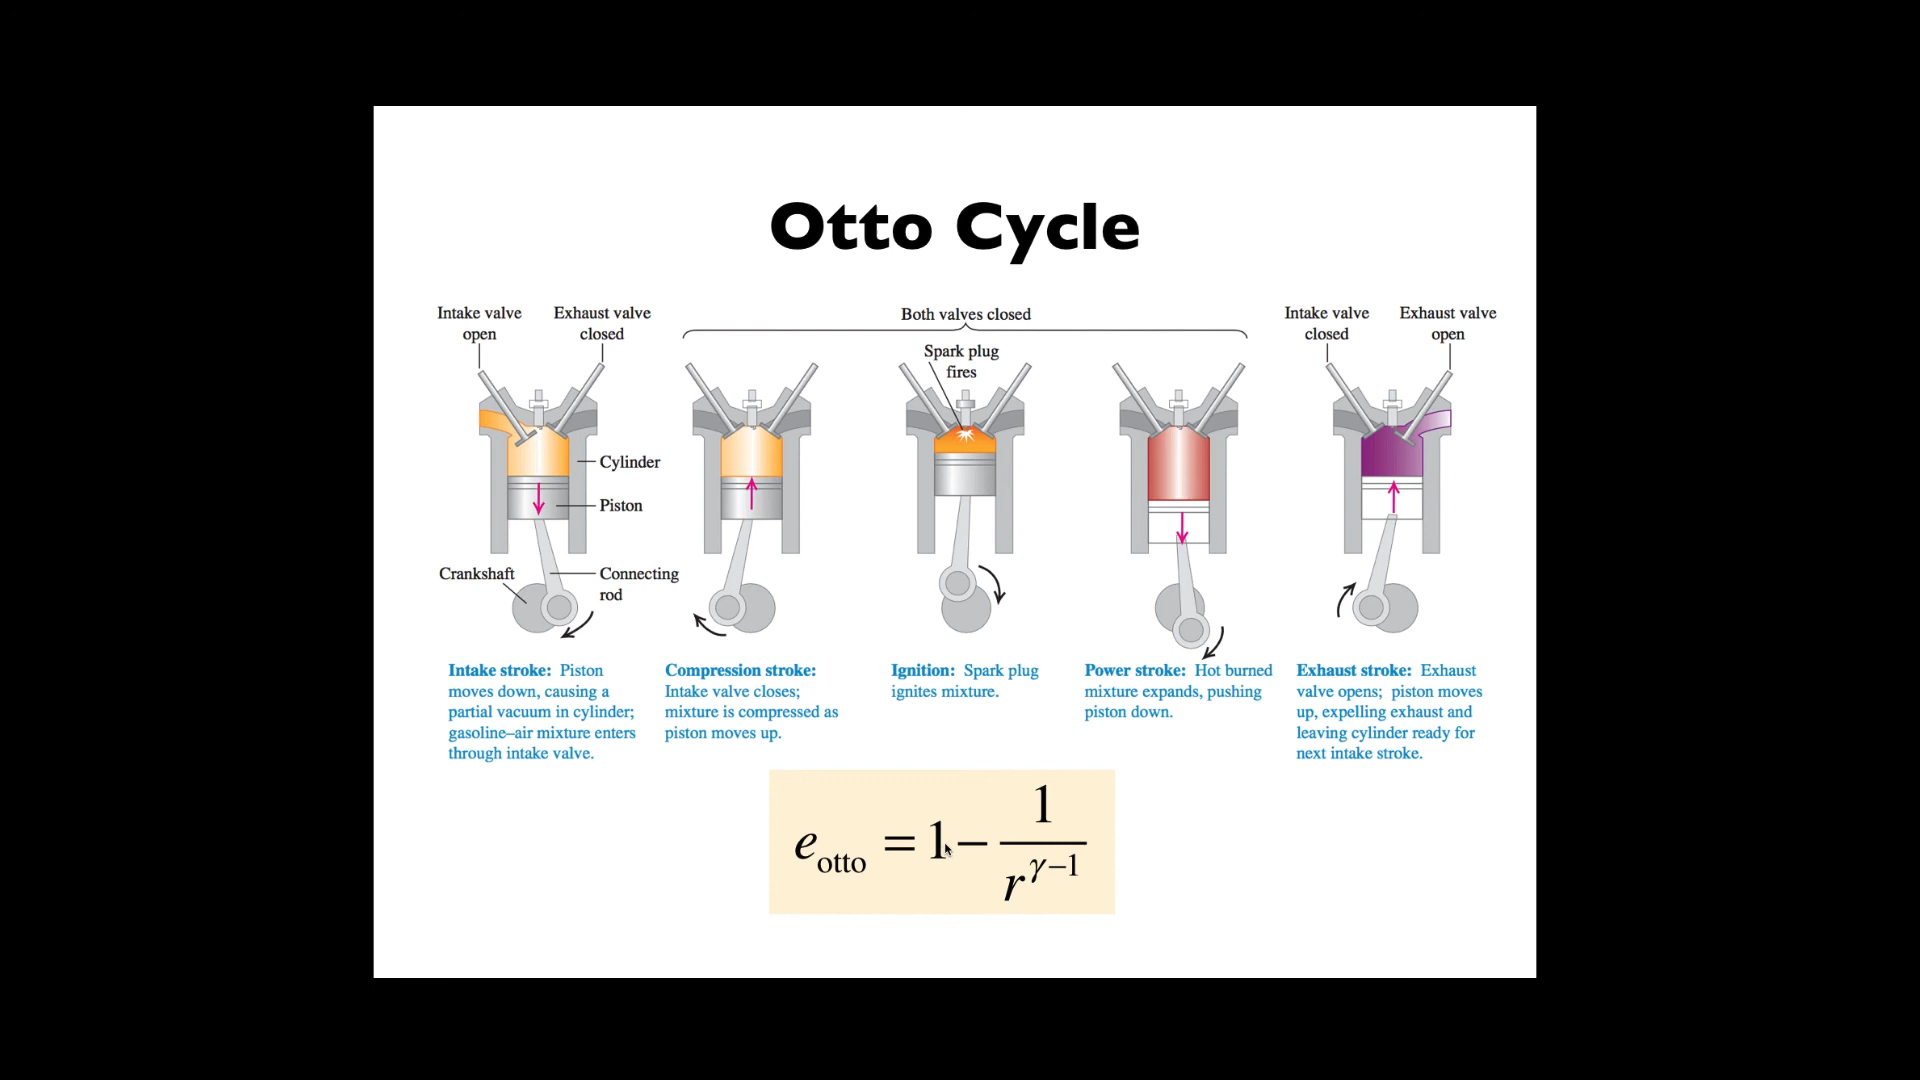 Otto Cycle
Intake valve
open
Exhaust valve
closed
Both valves closed
Spark plug
fires
Intake valve
closed
Exhaust valve
open
Cylinder
Piston
Crankshaft
Connecting
rod
Intake stroke: Piston
moves down, causing a
partial vacuum in cylinder;
gasoline–air mixture enters
through intake valve.
Compression stroke:
Intake valve closes;
mixture is compressed as
piston moves up.
Ignition: Spark plug
ignites mixture.
Power stroke: Hot burned
mixture expands, pushing
piston down.
Exhaust stroke: Exhaust
valve opens; piston moves
up, expelling exhaust and
leaving cylinder ready for
next intake stroke.
e_otto = 1 − 1 / r^(γ−1)